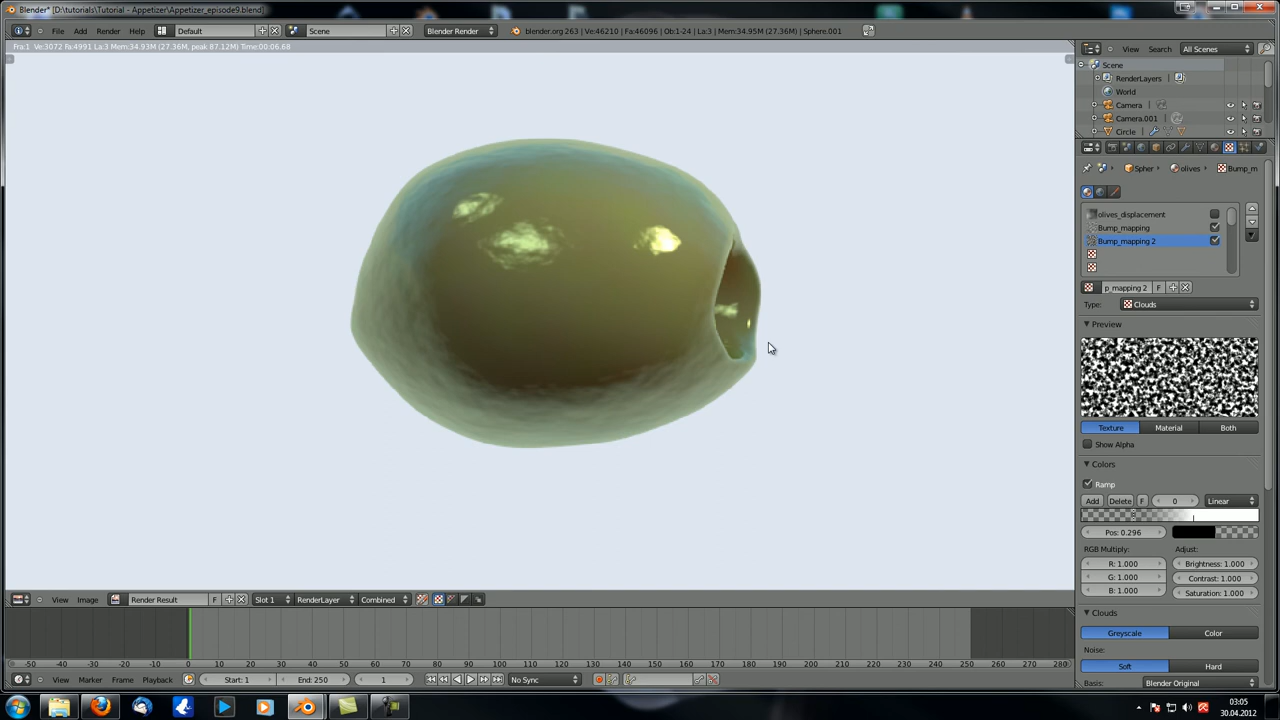 Blender* [D:\tutorials\Tutorial - Appetizer\Appetizer_episode9.blend]
File Add Render Help Default Scene Blender Render blender.org 263 | Ve:46210 | Fa:46096 | Ob:1-24 | La:3 | Mem:34.95M (27.36M) | Sphere.001
Fra:1 Ve:3072 Fa:4991 La:3 Mem:34.93M (27.36M, peak 87.12M) Time:00:06.68
View Search All Scenes
Scene
RenderLayers
World
Camera
Camera.001
Circle
Spher olives Bump_m
olives_displacement
Bump_mapping
Bump_mapping 2
p_mapping 2 F
Type: Clouds
Preview
Texture Material Both
Show Alpha
Colors
Ramp
Add Delete F 0 Linear
Pos: 0.296
RGB Multiply: Adjust:
R: 1.000 Brightness: 1.000
G: 1.000 Contrast: 1.000
B: 1.000 Saturation: 1.000
Clouds
Greyscale Color
Noise:
Soft Hard
Basis: Blender Original
View Image Render Result F Slot 1 RenderLayer Combined
-50 -40 -30 -20 -10 0 10 20 30 40 50 60 70 80 90 100 110 120 130 140 150 160 170 180 190 200 210 220 230 240 250 260 270 280
View Marker Frame Playback Start: 1 End: 250 1 No Sync
03:05
30.04.2012